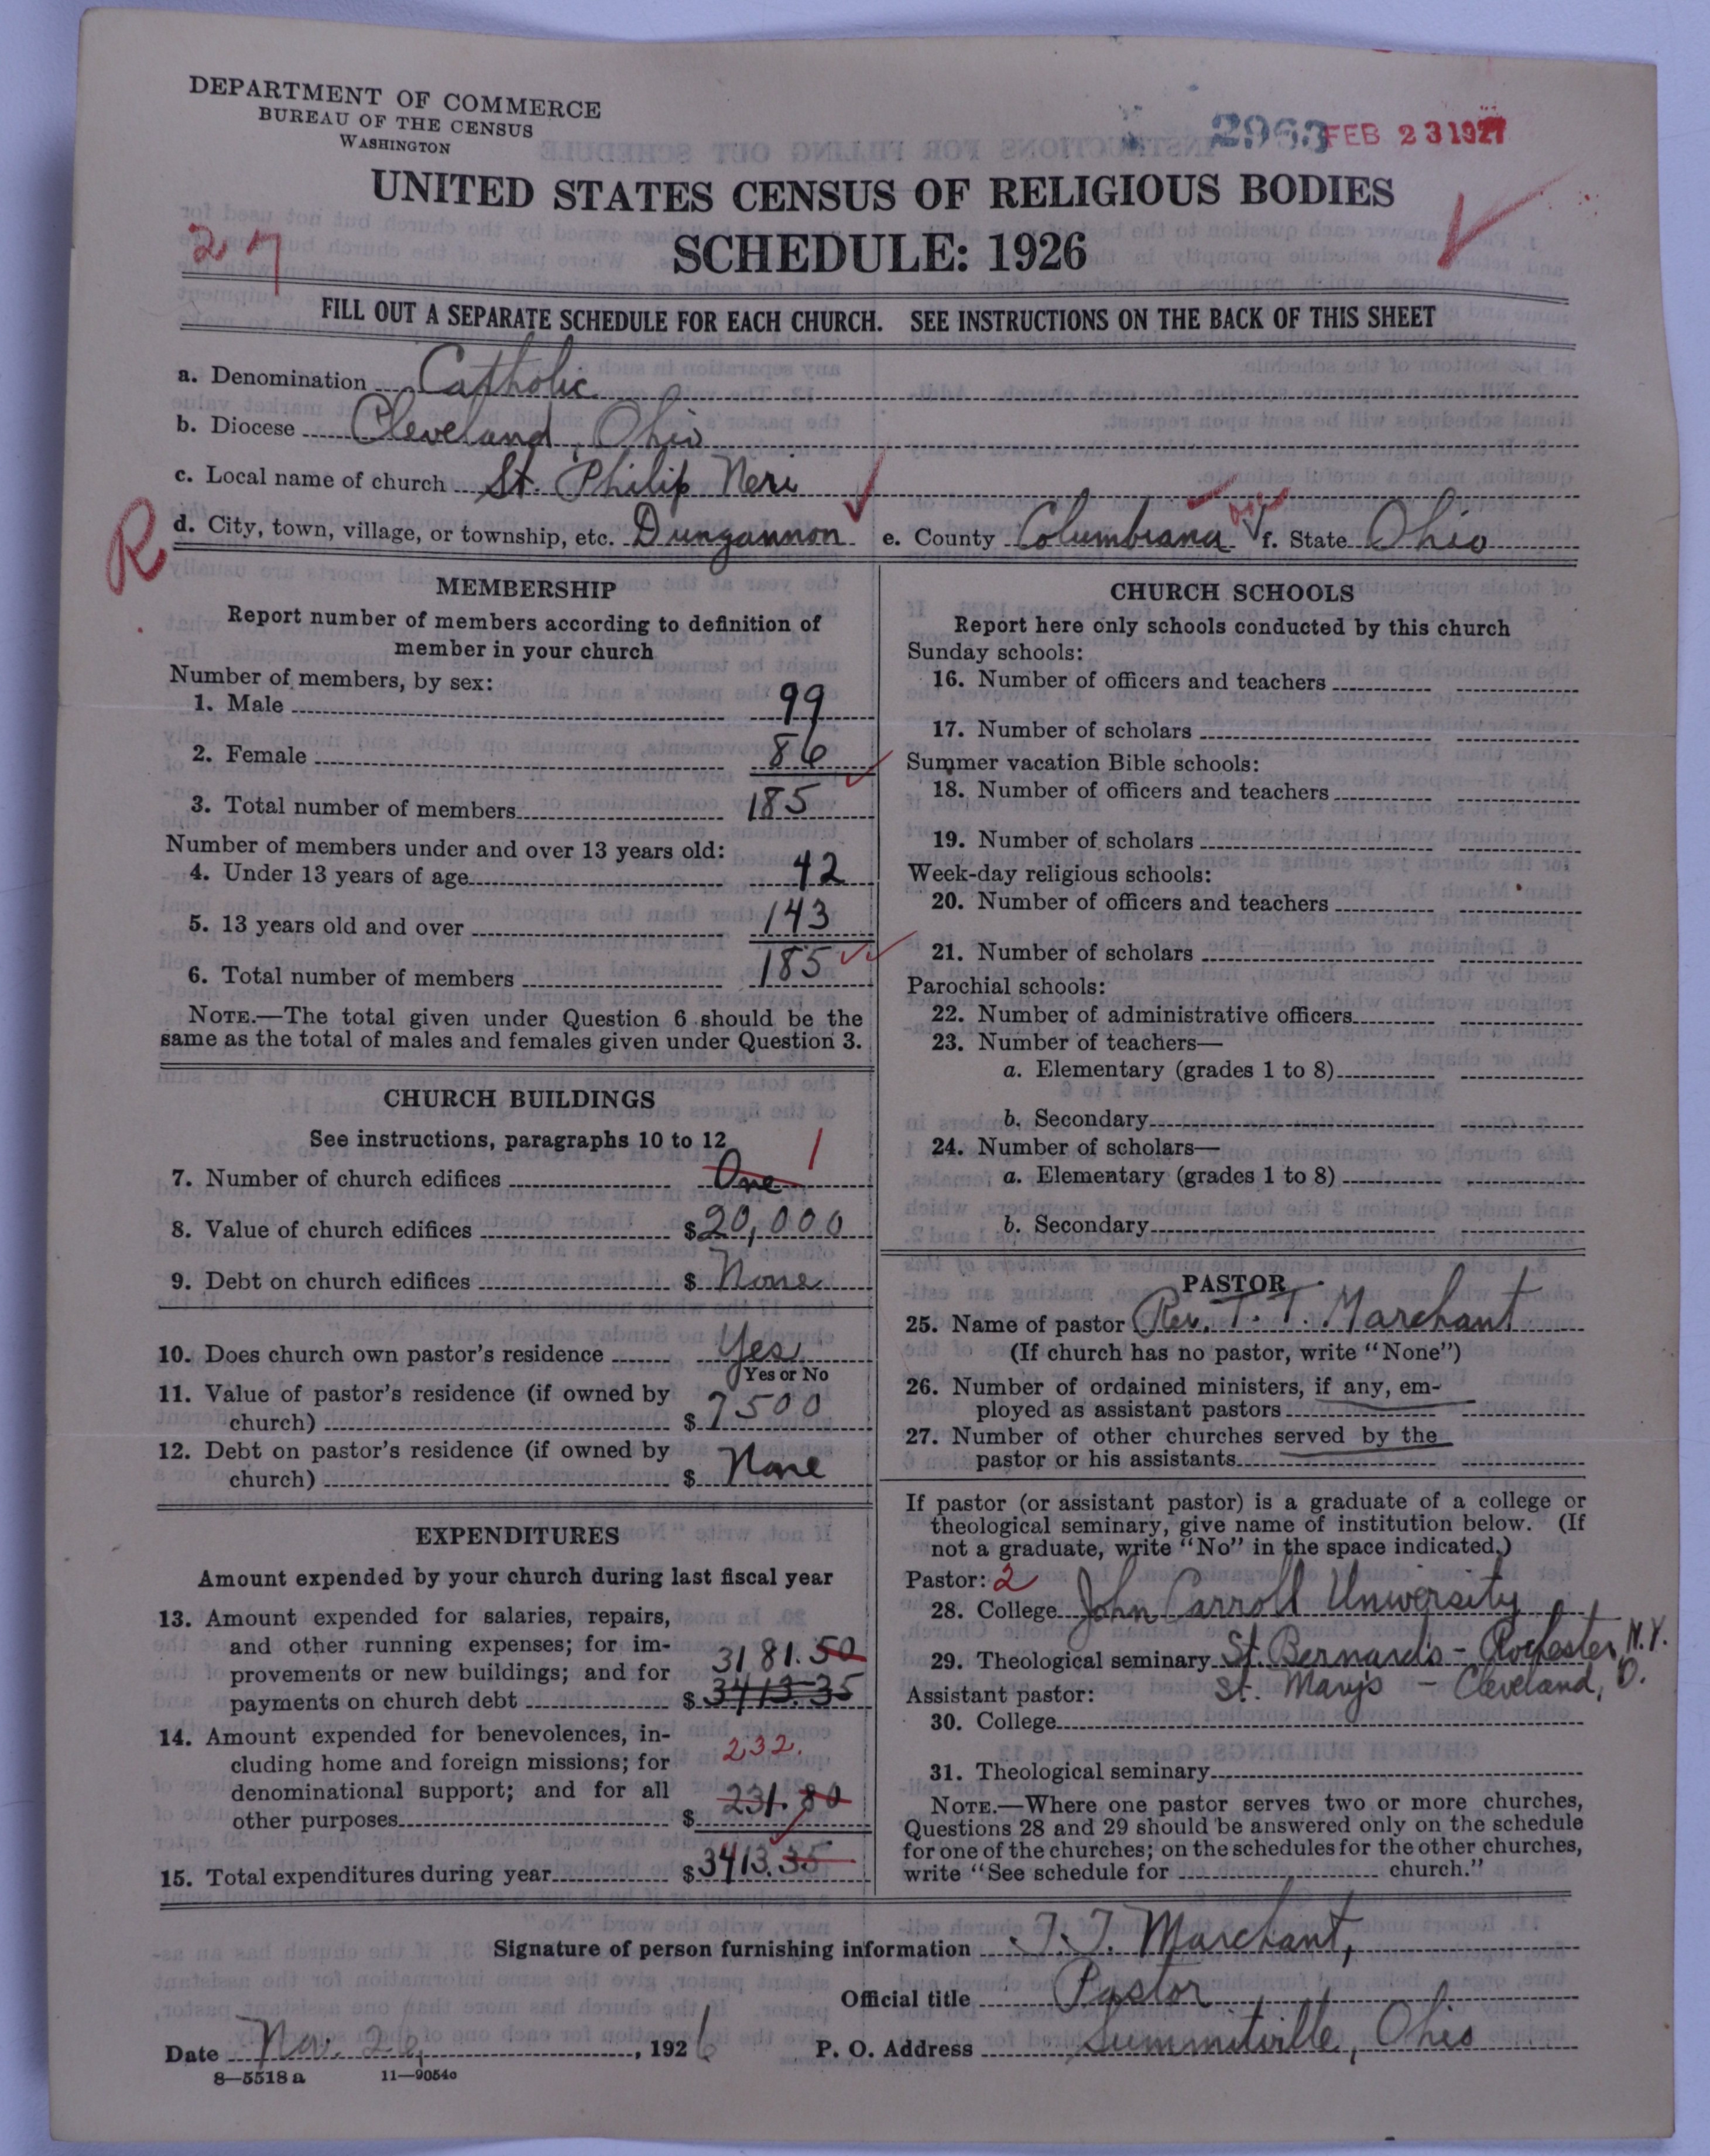 DEPARTMENT OF COMMERCE
BUREAU OF THE CENSUS
WASHINGTON
FEB 23 1927
UNITED STATES CENSUS OF RELIGIOUS BODIES
SCHEDULE: 1926
27
FILL OUT A SEPARATE SCHEDULE FOR EACH CHURCH. SEE INSTRUCTIONS ON THE BACK OF THIS SHEET
a. Denomination Catholic
b. Diocese Cleveland, Ohio
c. Local name of church St. Philip Neri
R
d. City, town, village, or township, etc. Dungannon e. County Columbiana f. State Ohio
MEMBERSHIP
Report number of members according to definition of
member in your church
Number of members, by sex:
1. Male 99
2. Female 86
3. Total number of members 185
Number of members under and over 13 years old:
4. Under 13 years of age 42
5. 13 years old and over 143
6. Total number of members 185
NOTE.—The total given under Question 6 should be the
same as the total of males and females given under Question 3.
CHURCH BUILDINGS
See instructions, paragraphs 10 to 12
7. Number of church edifices One 1
8. Value of church edifices $20,000
9. Debt on church edifices $ None
10. Does church own pastor's residence Yes
Yes or No
11. Value of pastor's residence (if owned by
church) $ 7500
12. Debt on pastor's residence (if owned by
church) $ None
EXPENDITURES
Amount expended by your church during last fiscal year
13. Amount expended for salaries, repairs,
and other running expenses; for im-
provements or new buildings; and for 3181.50
payments on church debt $ 3413.35
14. Amount expended for benevolences, in-
cluding home and foreign missions; for 232.
denominational support; and for all
other purposes $ 231.80
15. Total expenditures during year $3413.35
CHURCH SCHOOLS
Report here only schools conducted by this church
Sunday schools:
16. Number of officers and teachers
17. Number of scholars
Summer vacation Bible schools:
18. Number of officers and teachers
19. Number of scholars
Week-day religious schools:
20. Number of officers and teachers
21. Number of scholars
Parochial schools:
22. Number of administrative officers
23. Number of teachers—
a. Elementary (grades 1 to 8)
b. Secondary
24. Number of scholars—
a. Elementary (grades 1 to 8)
b. Secondary
PASTOR
25. Name of pastor Rev. T. T. Marchant
(If church has no pastor, write "None")
26. Number of ordained ministers, if any, em-
ployed as assistant pastors
27. Number of other churches served by the
pastor or his assistants
If pastor (or assistant pastor) is a graduate of a college or
theological seminary, give name of institution below. (If
not a graduate, write "No" in the space indicated.)
Pastor: 2
28. College John Carroll University
29. Theological seminary St. Bernard's - Rochester, N.Y.
Assistant pastor: St. Mary's - Cleveland, O.
30. College
31. Theological seminary
NOTE.—Where one pastor serves two or more churches,
Questions 28 and 29 should be answered only on the schedule
for one of the churches; on the schedules for the other churches,
write "See schedule for church."
Signature of person furnishing information T. T. Marchant,
Official title Pastor
Date Nov. 26, 1926 P. O. Address Summitville, Ohio
8—5518a 11—9054c